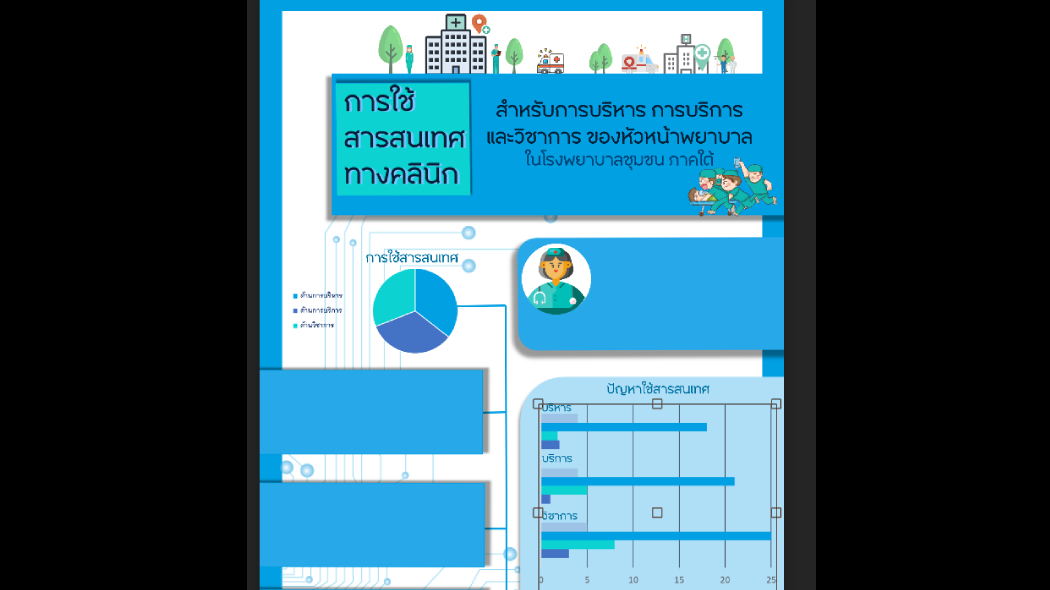 การใช้
สารสนเทศ
ทางคลินิก
สำหรับการบริหาร การบริการ
และวิชาการ ของหัวหน้าพยาบาล
ในโรงพยาบาลชุมชน ภาคใต้
การใช้สารสนเทศ
ด้านการบริหาร
ด้านการบริการ
ด้านวิชาการ
ปัญหาใช้สารสนเทศ
บริหาร
บริการ
วิชาการ
0 5 10 15 20 25